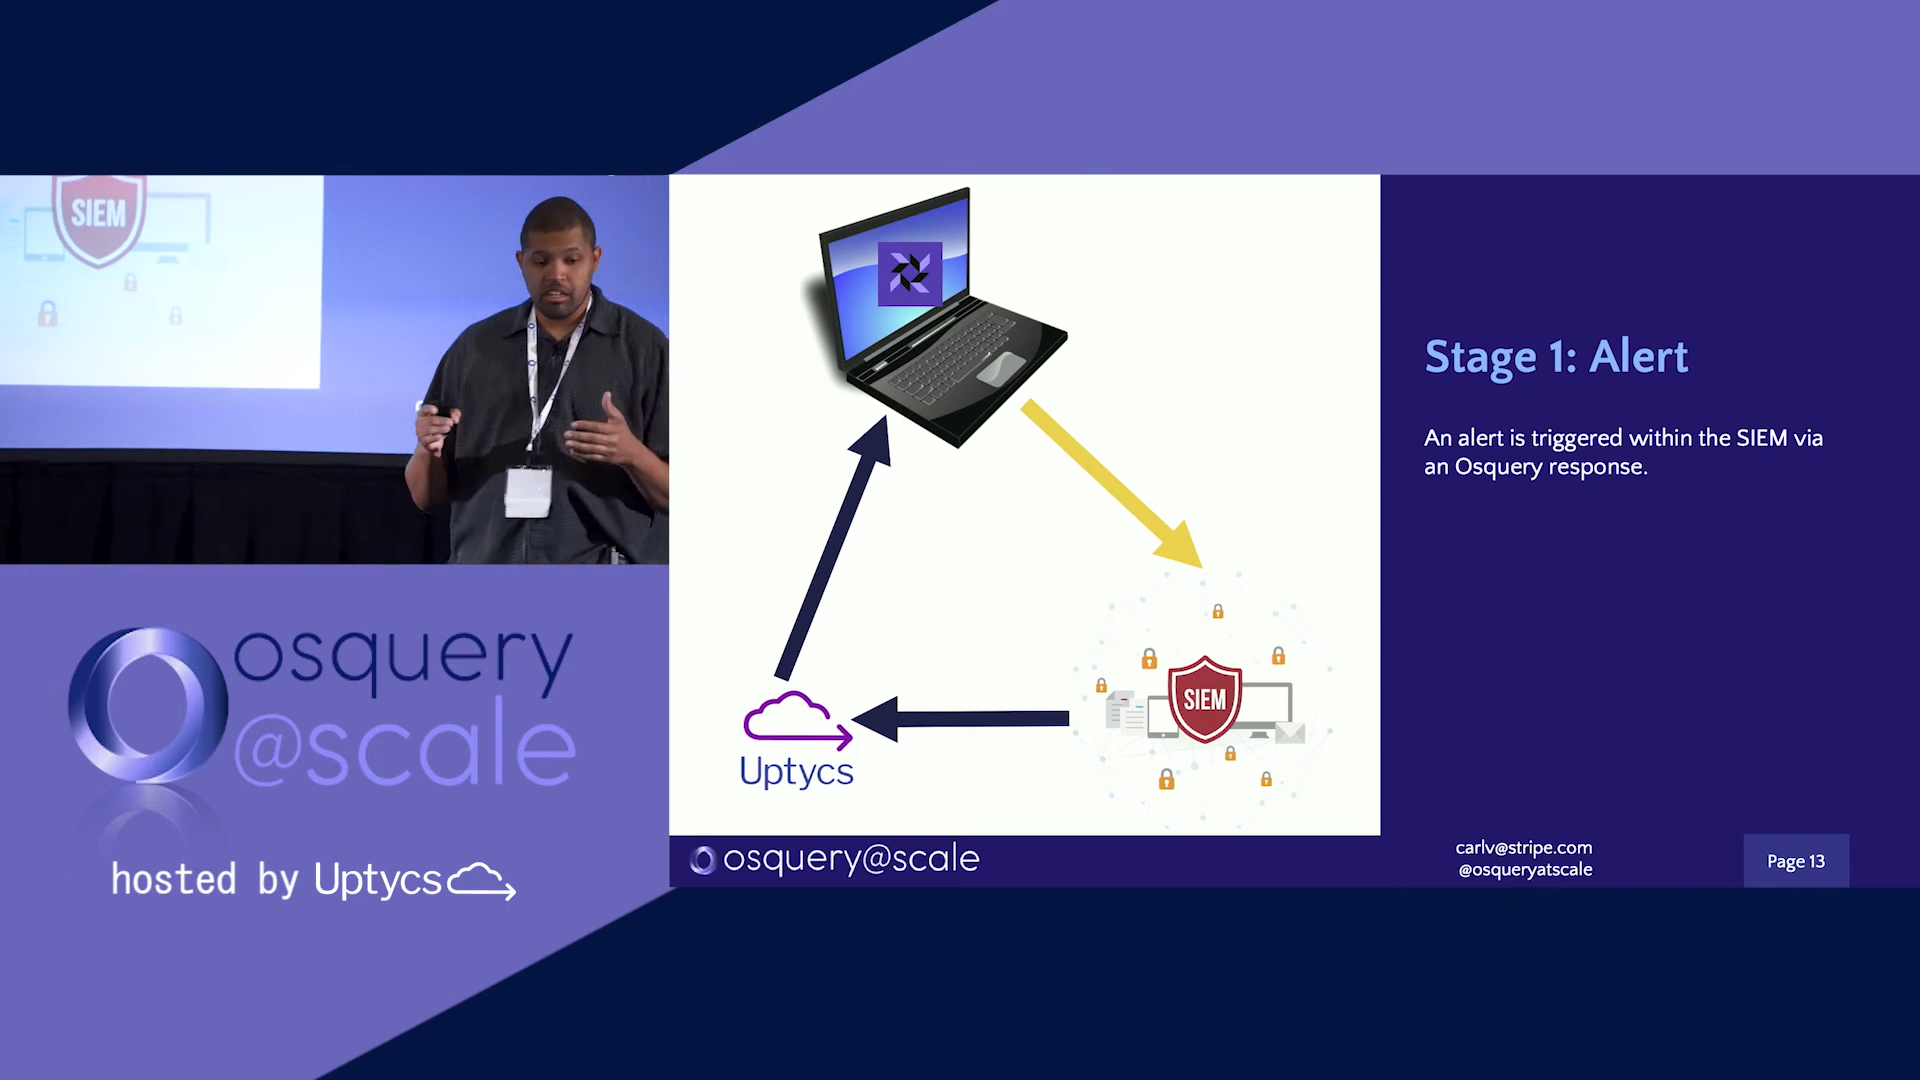 SIEM
osquery
@scale
hosted by Uptycs
SIEM
Uptycs
Stage 1: Alert
An alert is triggered within the SIEM via
an Osquery response.
osquery@scale
carlv@stripe.com
@osqueryatscale
Page 13